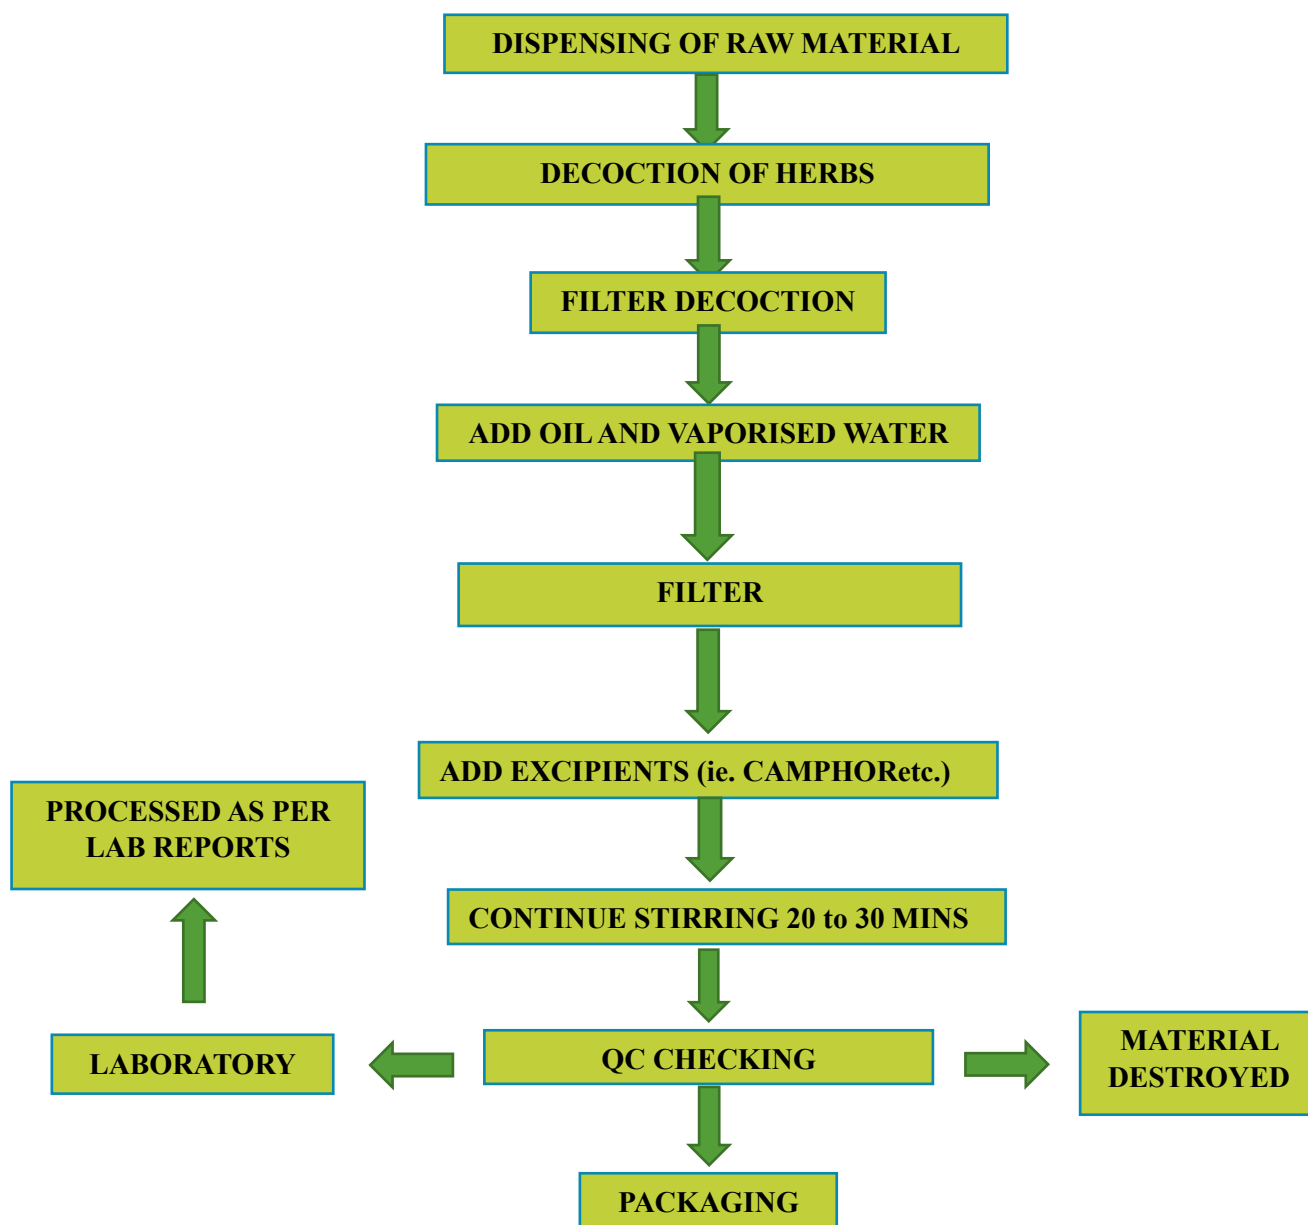 DISPENSING OF RAW MATERIAL
DECOCTION OF HERBS
FILTER DECOCTION
ADD OIL AND VAPORISED WATER
FILTER
ADD EXCIPIENTS (ie. CAMPHORetc.)
PROCESSED AS PER
LAB REPORTS
CONTINUE STIRRING 20 to 30 MINS
LABORATORY
QC CHECKING
MATERIAL
DESTROYED
PACKAGING